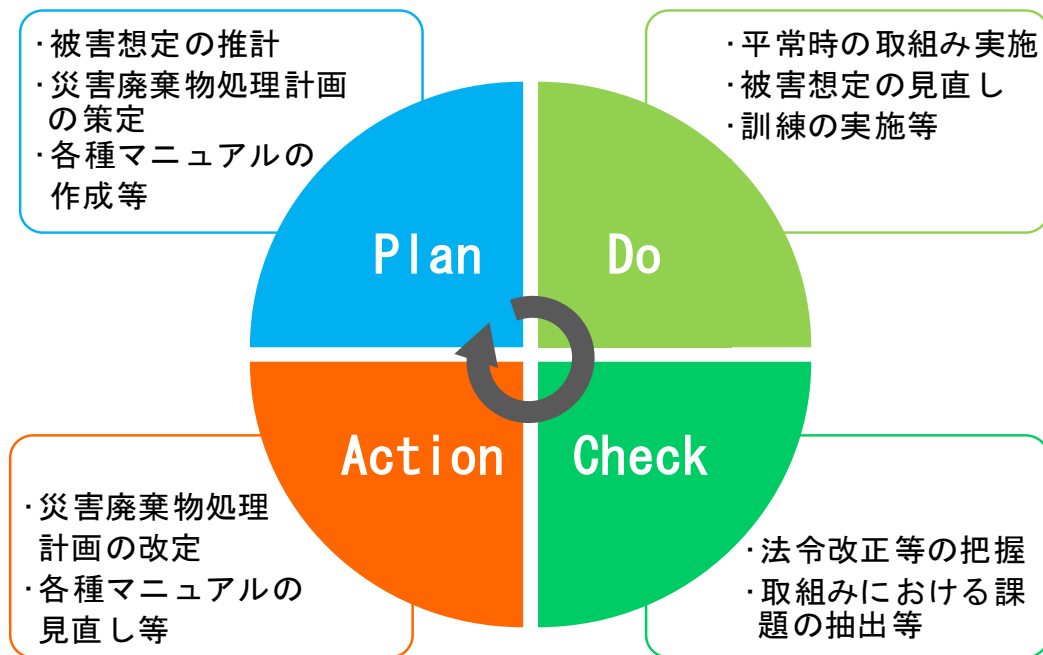 ・被害想定の推計
・災害廃棄物処理計画
の策定
・各種マニュアルの
作成等
・平常時の取組み実施
・被害想定の見直し
・訓練の実施等
Plan
Do
Action
Check
・災害廃棄物処理
計画の改定
・各種マニュアルの
見直し等
・法令改正等の把握
・取組みにおける課
題の抽出等